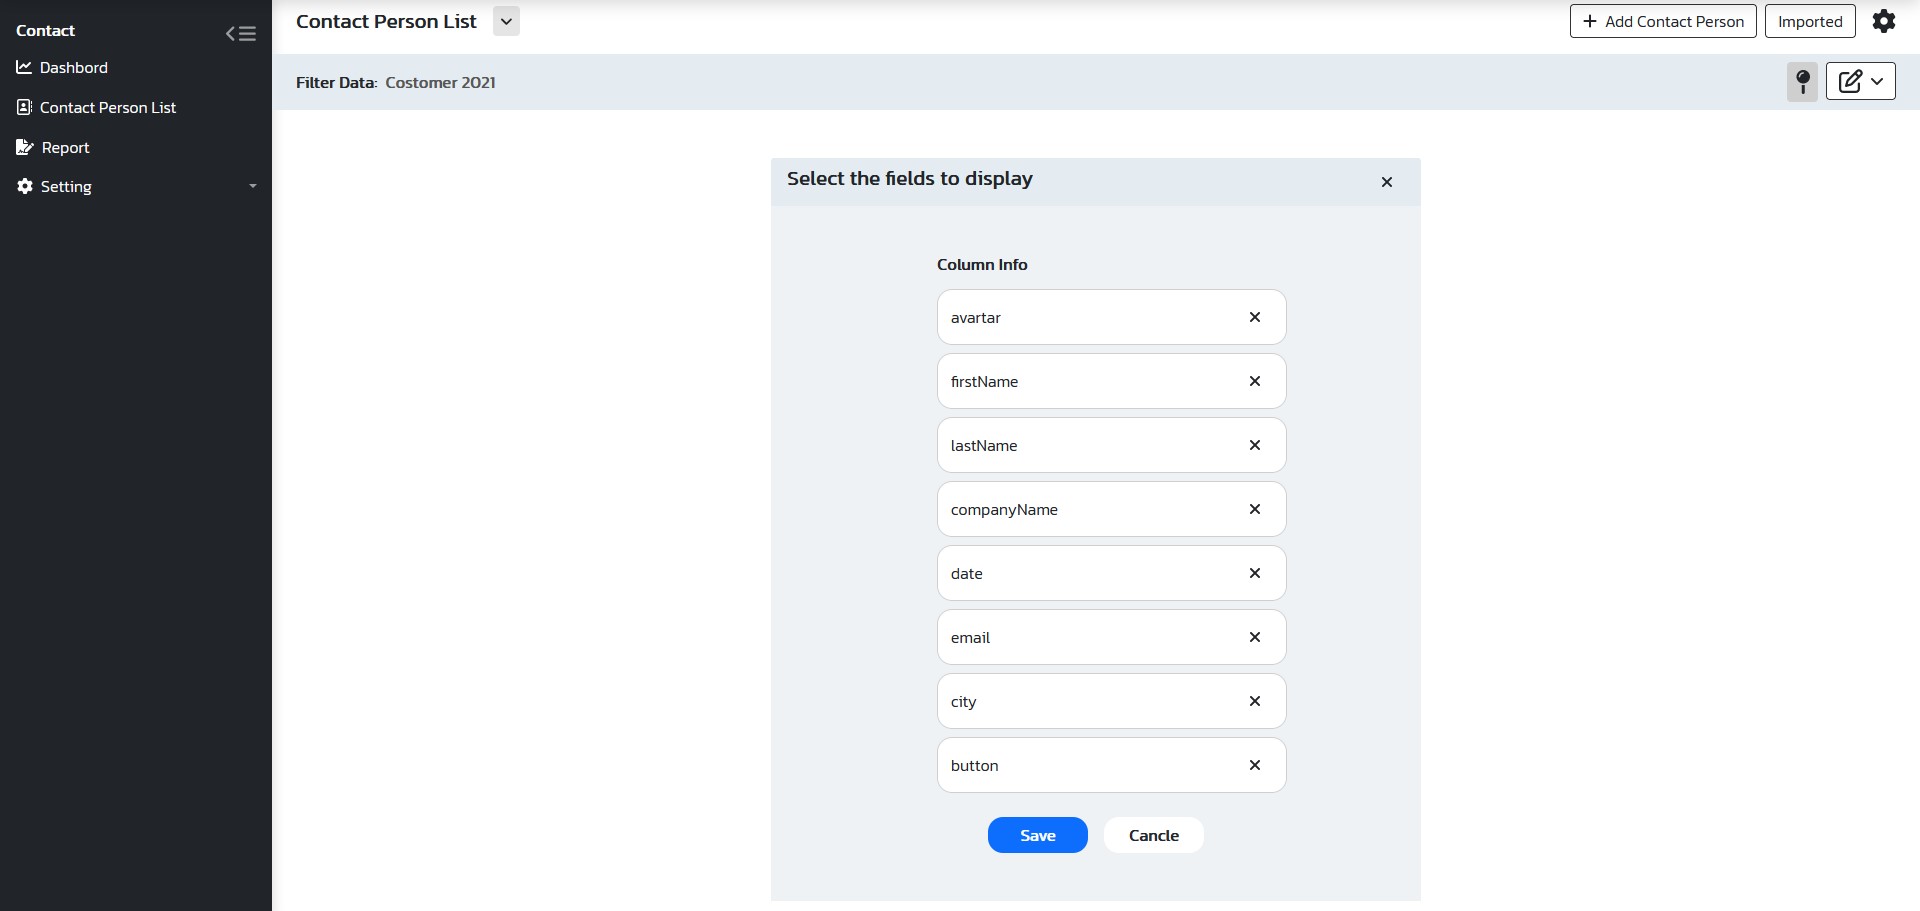 Contact
Dashbord
Contact Person List
Report
Setting
Contact Person List
Add Contact Person
Imported
Filter Data: Costomer 2021
Select the fields to display
Column Info
avartar
firstName
lastName
companyName
date
email
city
button
Save
Cancle